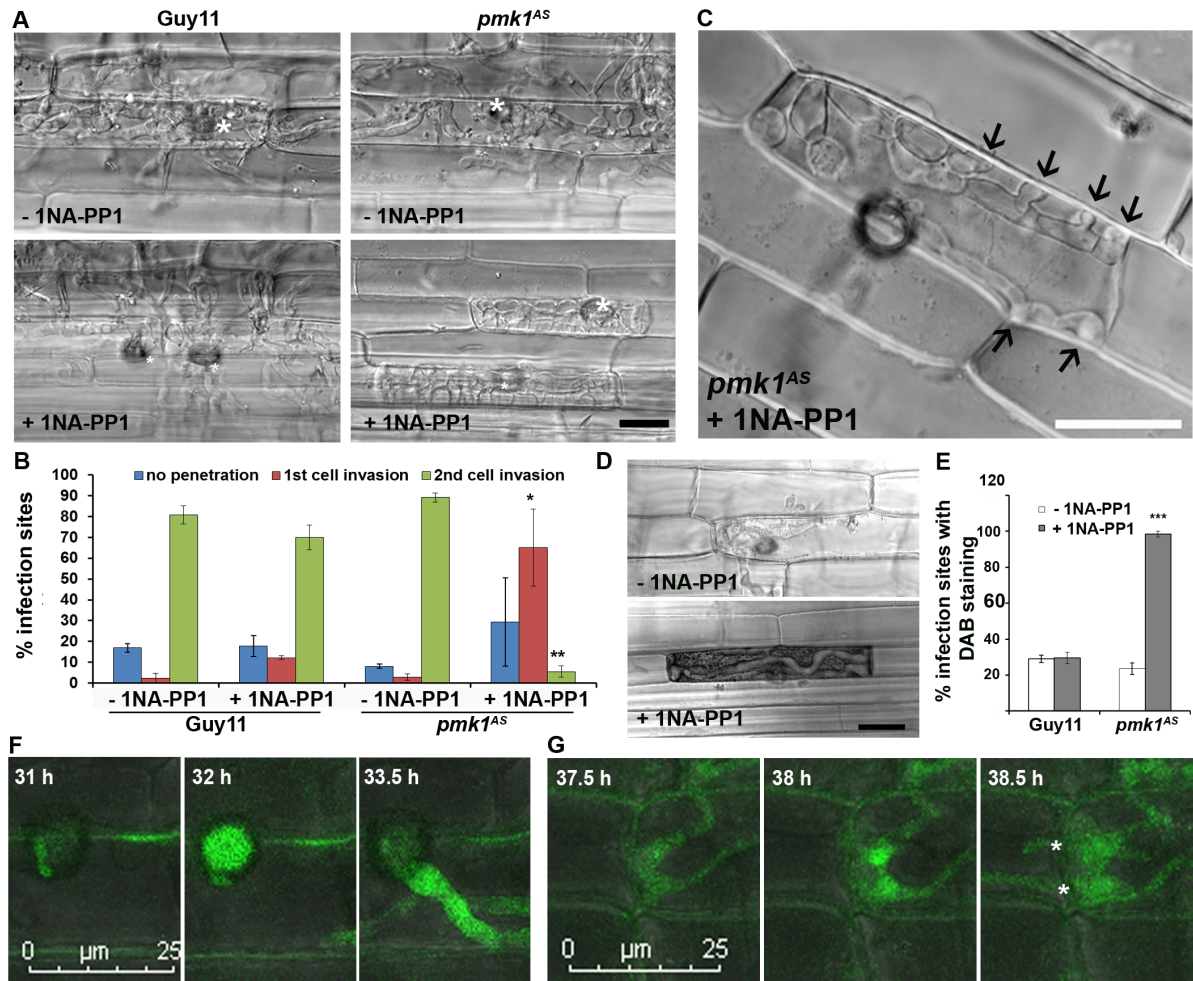 A
Guy11
pmk1AS
- 1NA-PP1
- 1NA-PP1
*
*
+ 1NA-PP1
+ 1NA-PP1
*
*
*
*
C
pmk1AS
+ 1NA-PP1
B
no penetration
1st cell invasion
2nd cell invasion
% infection sites
100
90
80
70
60
50
40
30
20
10
0
*
**
- 1NA-PP1
+ 1NA-PP1
- 1NA-PP1
+ 1NA-PP1
Guy11
pmk1AS
D
- 1NA-PP1
+ 1NA-PP1
E
% infection sites with
DAB staining
120
100
80
60
40
20
- 1NA-PP1
+ 1NA-PP1
***
Guy11
pmk1AS
F
31 h
32 h
33.5 h
0 µm 25
G
37.5 h
38 h
38.5 h
*
*
0 µm 25